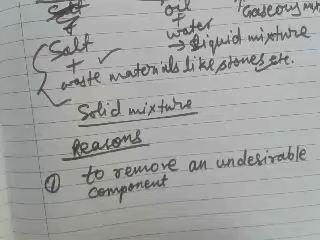 oil
Gaseous
+
Salt
+
water
→ Liquid mixture
waste materials like stones etc.
Solid mixture
Reasons
① to remove an undesirable
component